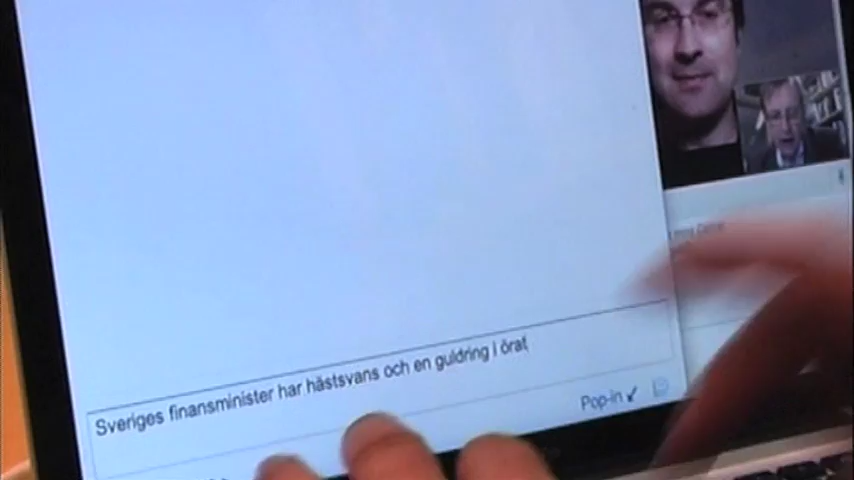 Sveriges finansminister har hästsvans och en guldring i örat
Pop-in